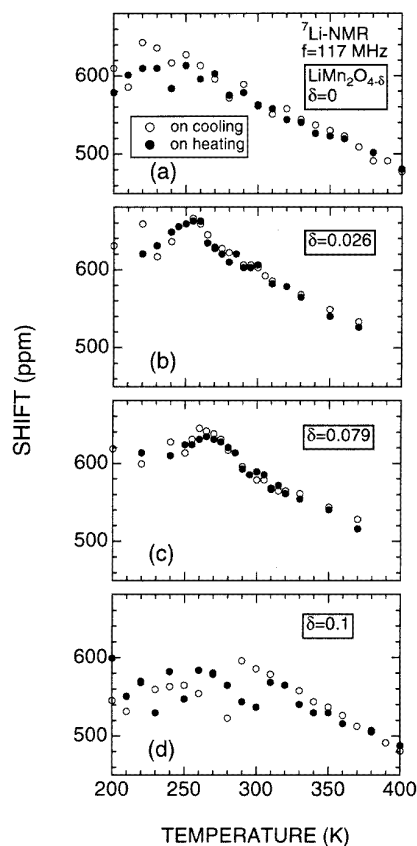 ⁷Li-NMR
f=117 MHz
LiMn₂O₄₋δ
δ=0
600
○ on cooling
● on heating
500
(a)
δ=0.026
600
500
(b)
SHIFT (ppm)
δ=0.079
600
500
(c)
δ=0.1
600
500
(d)
200 250 300 350 400
TEMPERATURE (K)